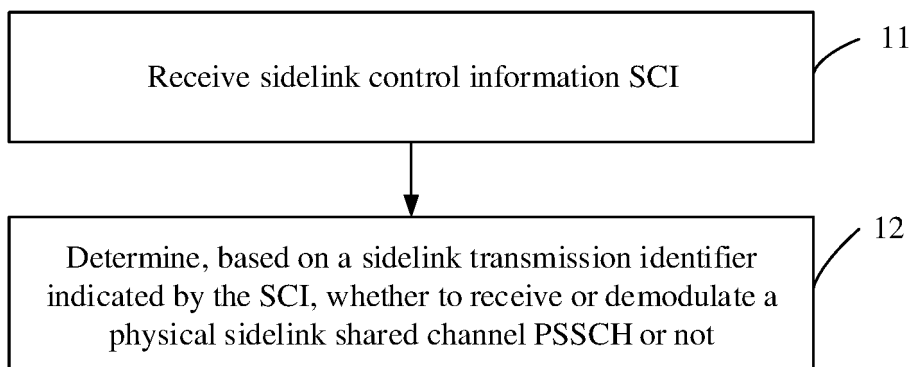 Receive sidelink control information SCI
11
Determine, based on a sidelink transmission identifier
indicated by the SCI, whether to receive or demodulate a
physical sidelink shared channel PSSCH or not
12